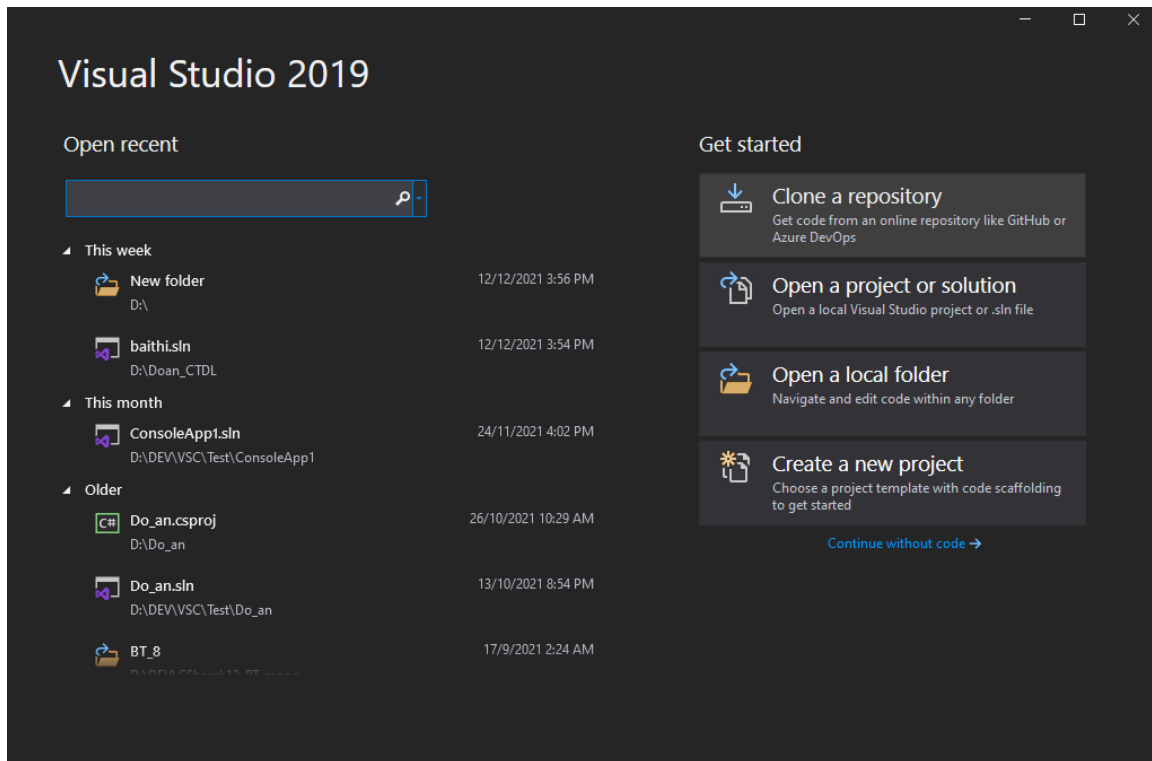 Visual Studio 2019
Open recent
This week
New folder 12/12/2021 3:56 PM
D:\
baithi.sln 12/12/2021 3:54 PM
D:\Doan_CTDL
This month
ConsoleApp1.sln 24/11/2021 4:02 PM
D:\DEV\VSC\Test\ConsoleApp1
Older
Do_an.csproj 26/10/2021 10:29 AM
D:\Do_an
Do_an.sln 13/10/2021 8:54 PM
D:\DEV\VSC\Test\Do_an
BT_8 17/9/2021 2:24 AM
Get started
Clone a repository
Get code from an online repository like GitHub or
Azure DevOps
Open a project or solution
Open a local Visual Studio project or .sln file
Open a local folder
Navigate and edit code within any folder
Create a new project
Choose a project template with code scaffolding
to get started
Continue without code
C#